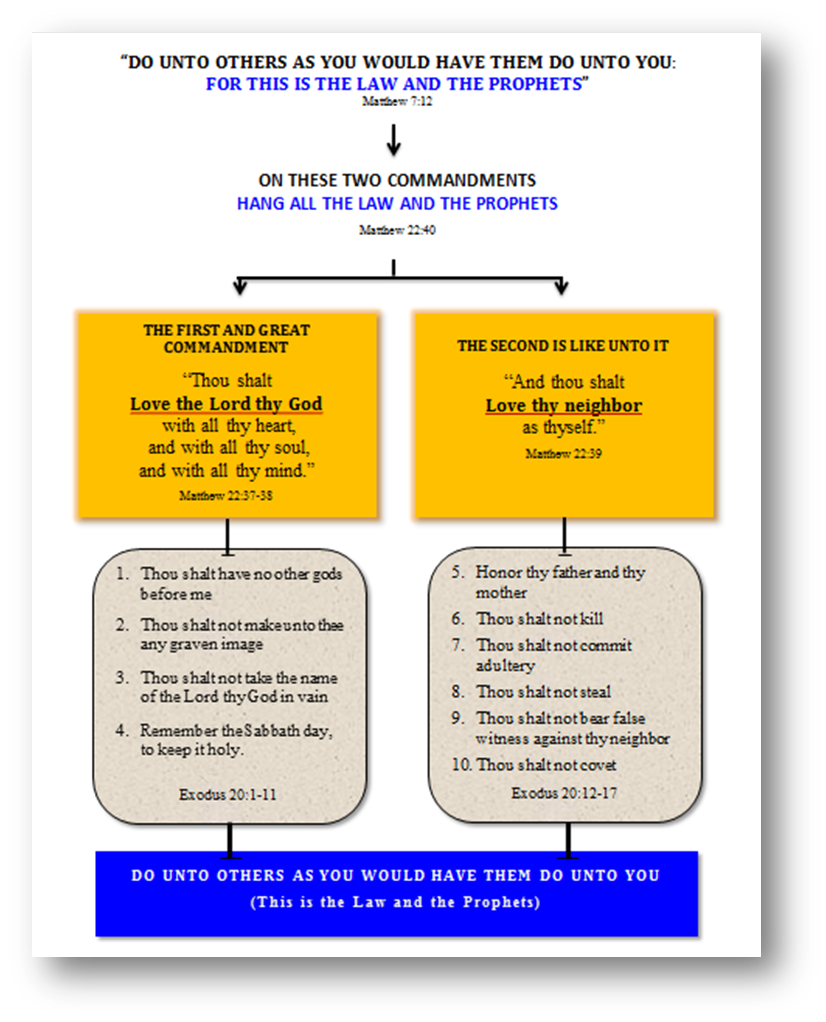 “DO UNTO OTHERS AS YOU WOULD HAVE THEM DO UNTO YOU:
FOR THIS IS THE LAW AND THE PROPHETS”
Matthew 7:12
ON THESE TWO COMMANDMENTS
HANG ALL THE LAW AND THE PROPHETS
Matthew 22:40
THE FIRST AND GREAT
COMMANDMENT
“Thou shalt
Love the Lord thy God
with all thy heart,
and with all thy soul,
and with all thy mind.”
Matthew 22:37-38
THE SECOND IS LIKE UNTO IT
“And thou shalt
Love thy neighbor
as thyself.”
Matthew 22:39
1. Thou shalt have no other gods
before me
2. Thou shalt not make unto thee
any graven image
3. Thou shalt not take the name
of the Lord thy God in vain
4. Remember the Sabbath day,
to keep it holy.
Exodus 20:1-11
5. Honor thy father and thy
mother
6. Thou shalt not kill
7. Thou shalt not commit
adultery
8. Thou shalt not steal
9. Thou shalt not bear false
witness against thy neighbor
10. Thou shalt not covet
Exodus 20:12-17
DO UNTO OTHERS AS YOU WOULD HAVE THEM DO UNTO YOU
(This is the Law and the Prophets)